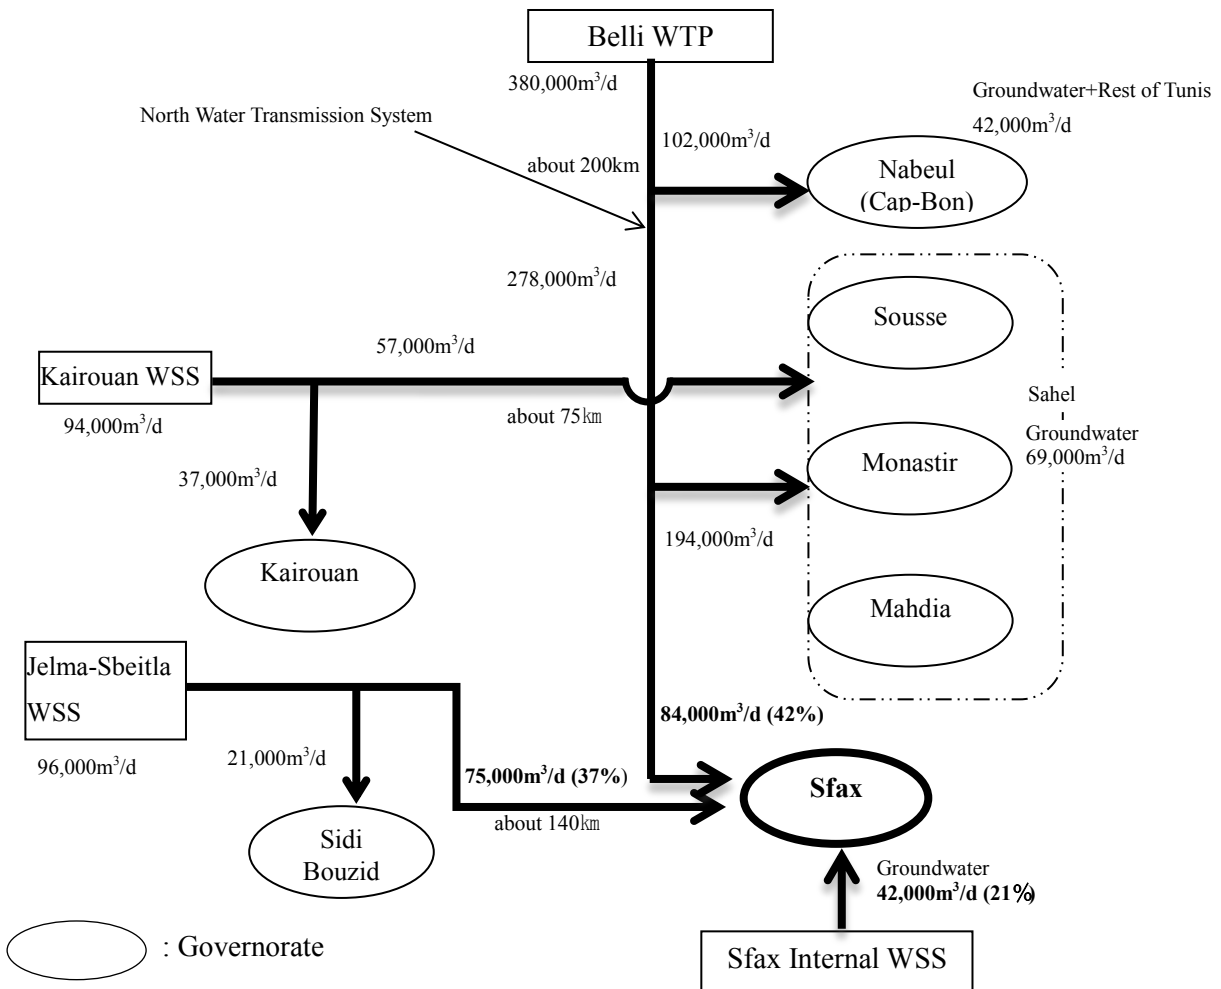 Belli WTP
380,000m³/d
Groundwater+Rest of Tunis
42,000m³/d
North Water Transmission System
102,000m³/d
about 200km
Nabeul
(Cap-Bon)
278,000m³/d
Sousse
57,000m³/d
Kairouan WSS
94,000m³/d
about 75㎞
Sahel
Groundwater
69,000m³/d
Monastir
37,000m³/d
194,000m³/d
Kairouan
Mahdia
Jelma-Sbeitla
WSS
96,000m³/d
21,000m³/d
84,000m³/d (42%)
75,000m³/d (37%)
about 140㎞
Sfax
Sidi
Bouzid
Groundwater
42,000m³/d (21%)
: Governorate
Sfax Internal WSS